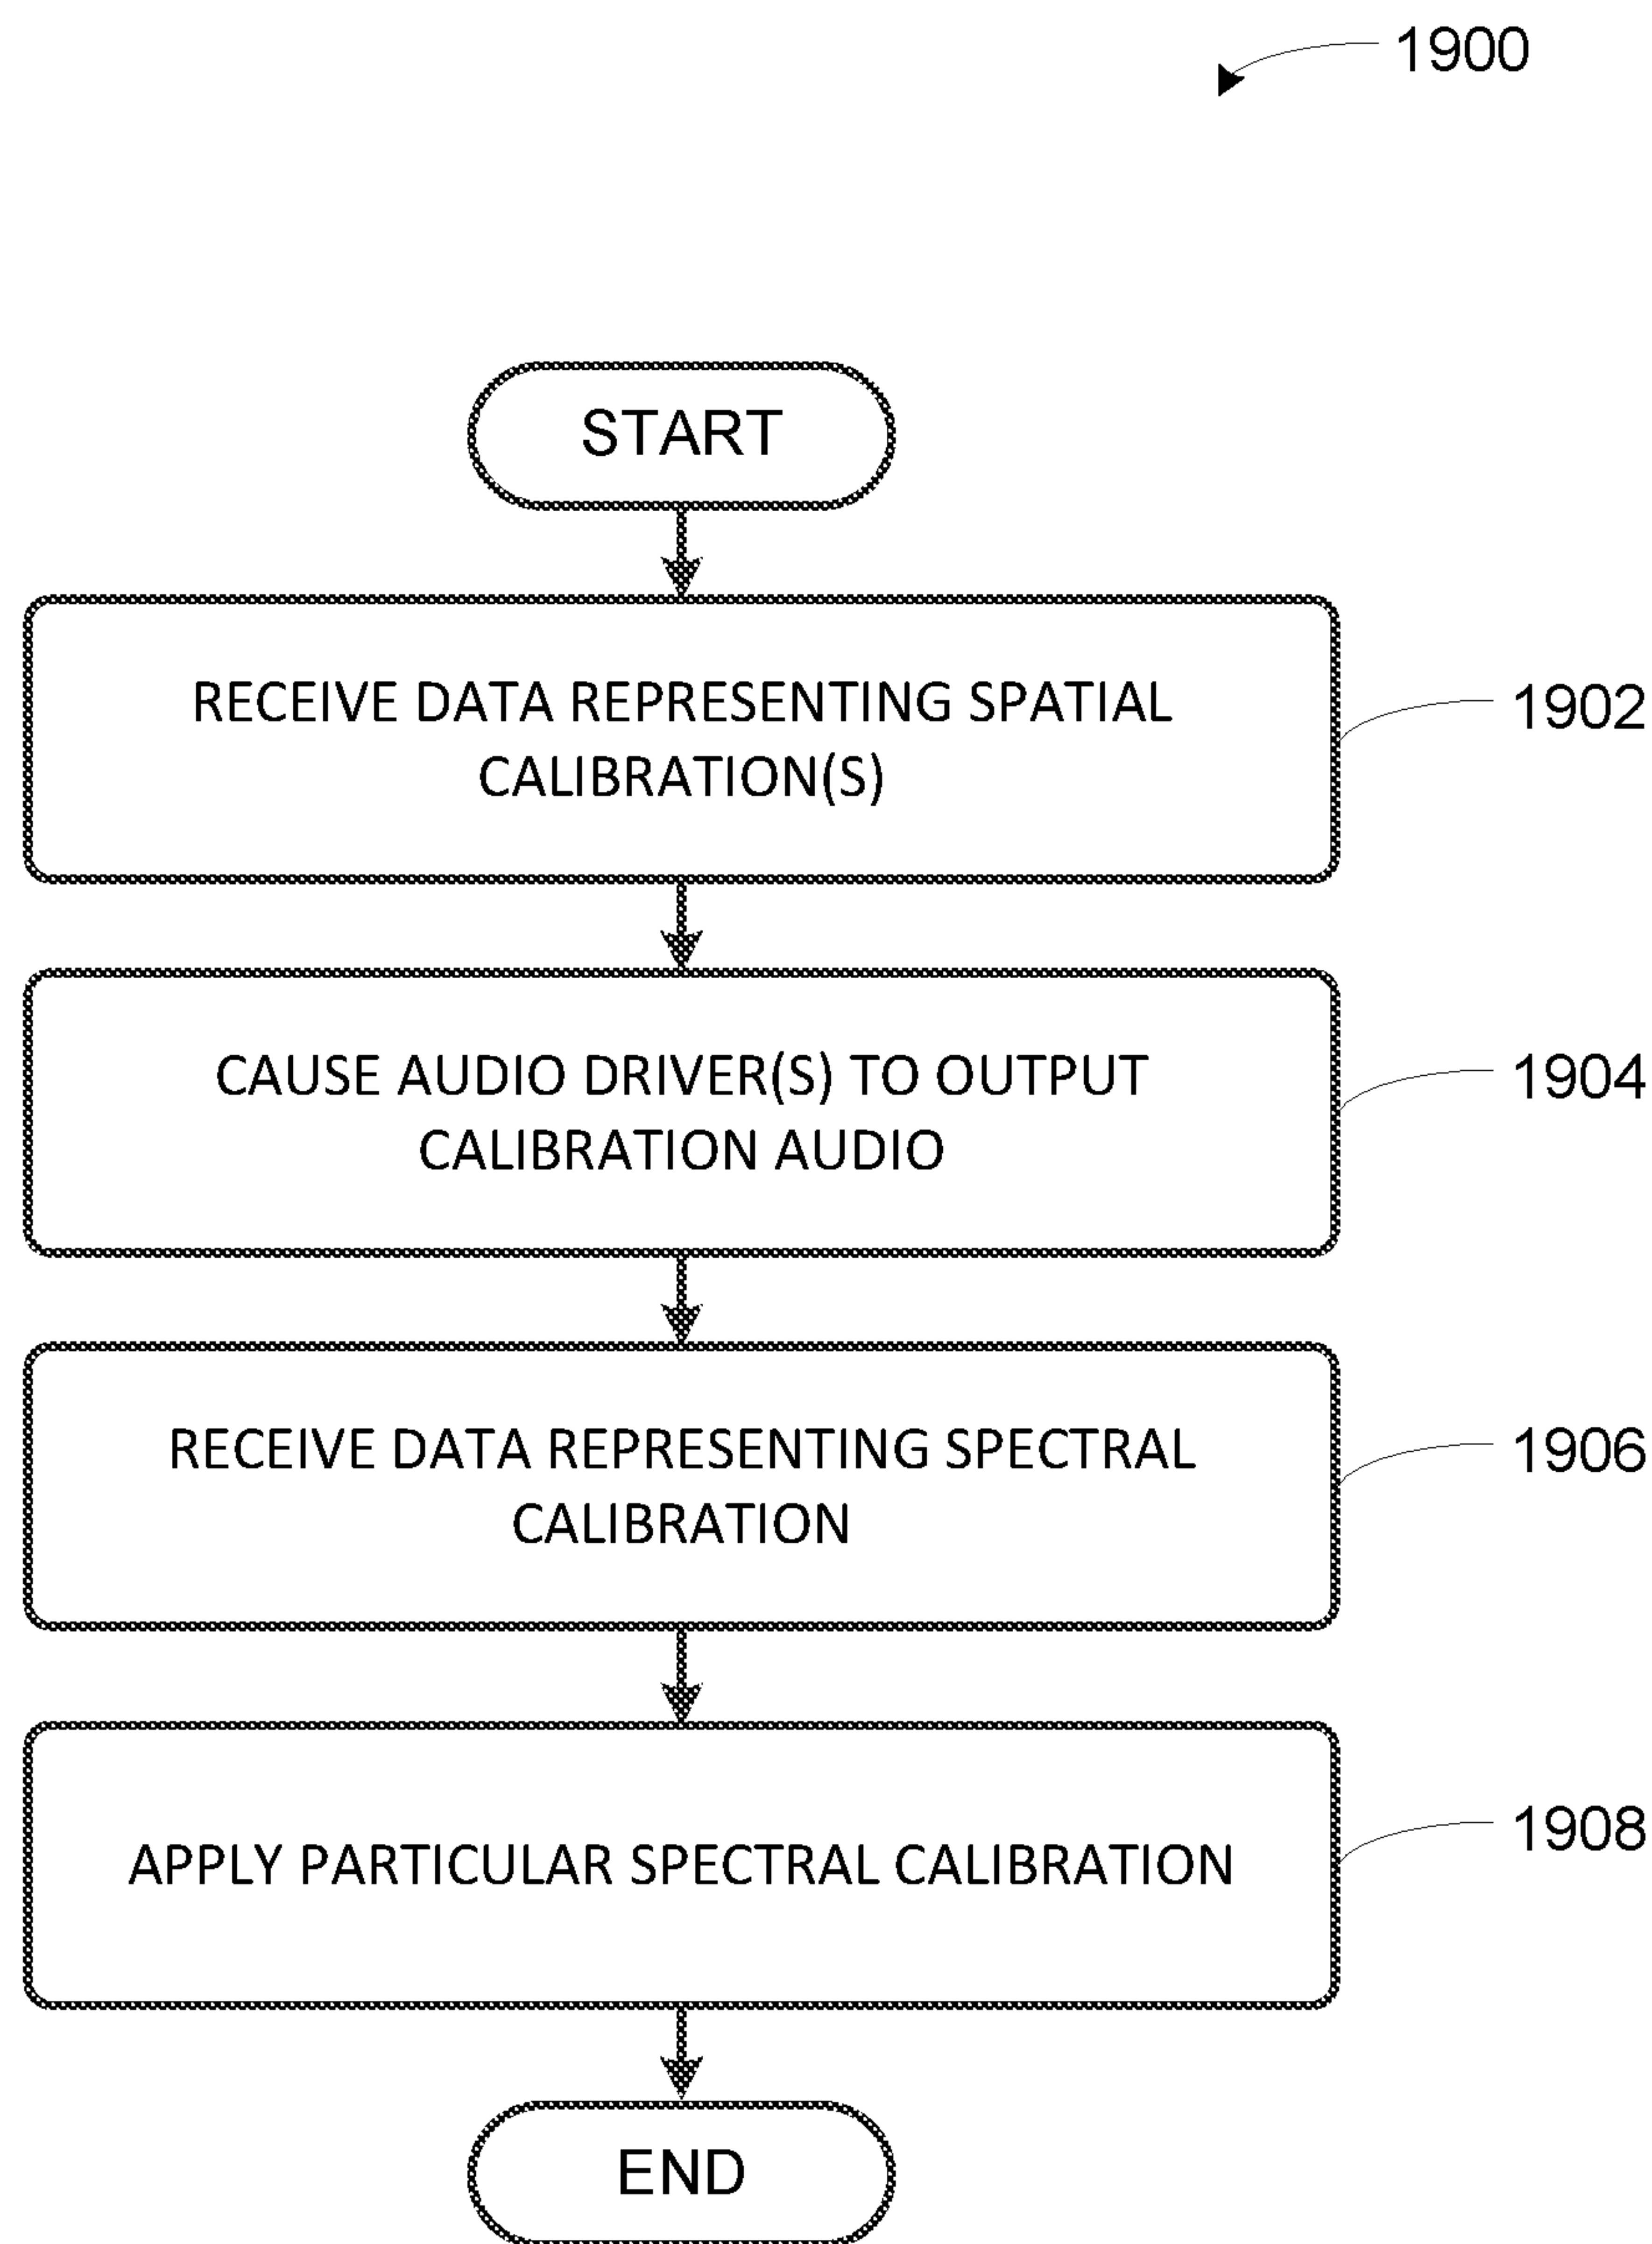 1900
START
RECEIVE DATA REPRESENTING SPATIAL
CALIBRATION(S)
1902
CAUSE AUDIO DRIVER(S) TO OUTPUT
CALIBRATION AUDIO
1904
RECEIVE DATA REPRESENTING SPECTRAL
CALIBRATION
1906
APPLY PARTICULAR SPECTRAL CALIBRATION
1908
END